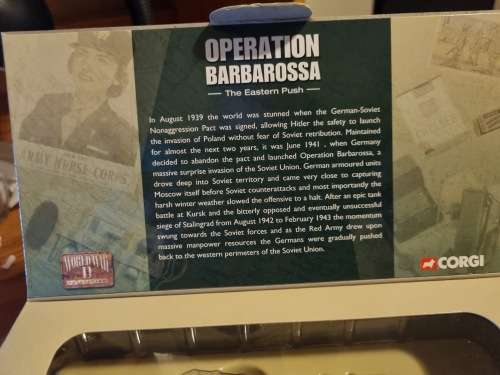 OPERATION
BARBAROSSA
The Eastern Push
In August 1939 the world was stunned when the German-Soviet
Nonaggression Pact was signed, allowing Hitler the safety to launch
the invasion of Poland without fear of Soviet retribution. Maintained
for almost the next two years, it was June 1941 , when Germany
decided to abandon the pact and launched Operation Barbarossa, a
massive surprise invasion of the Soviet Union. German armoured units
drove deep into Soviet territory and came very close to capturing
Moscow itself before Soviet counterattacks and most importantly the
harsh winter weather slowed the offensive to a halt. After an epic tank
battle at Kursk and the bitterly opposed and eventually unsuccessful
siege of Stalingrad from August 1942 to February 1943 the momentum
swung towards the Soviet forces and as the Red Army drew upon
massive manpower resources the Germans were gradually pushed
back to the western perimeters of the Soviet Union.
WORLD WAR
II
CORGI